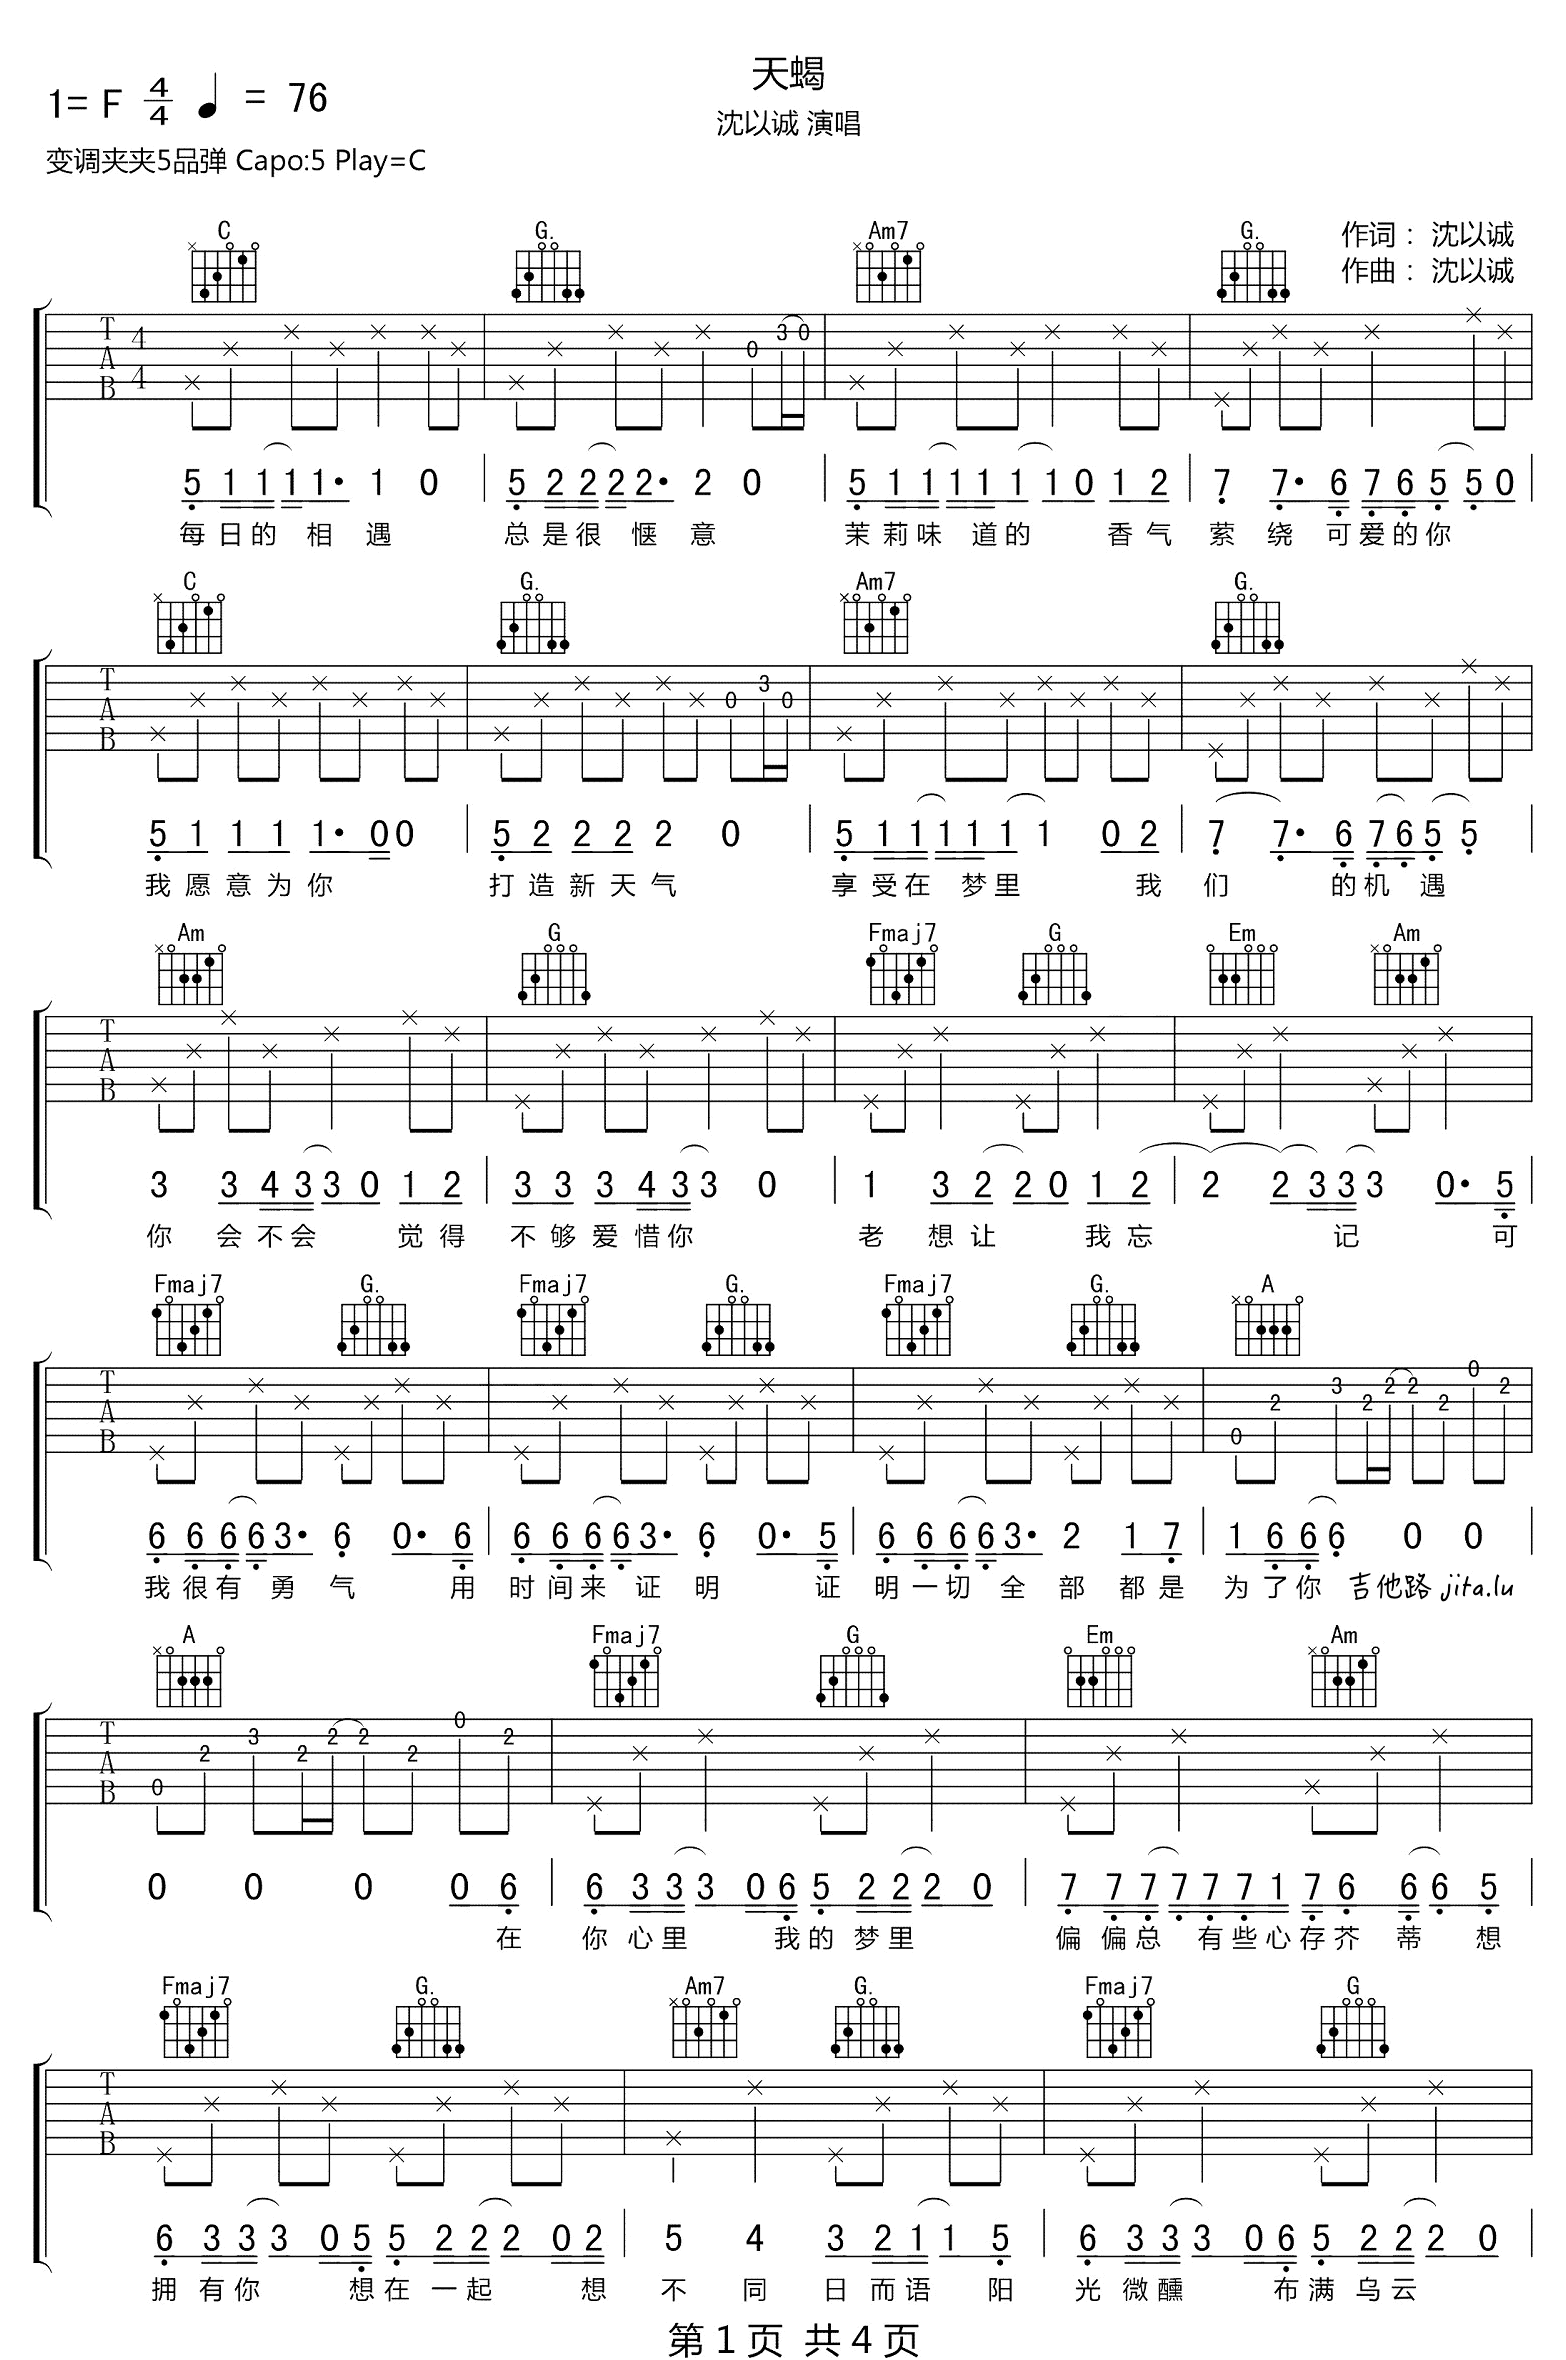 天蝎
沈以诚 演唱
1= F 4/4 ♩ = 76
变调夹夹5品弹 Capo:5 Play=C
作词： 沈以诚
作曲： 沈以诚
C G. Am7 G.
T A B 4 4 0 3 0
5 1 1 1 1· 1 0 5 2 2 2 2· 2 0 5 1 1 1 1 1 1 0 1 2 7 7· 6 7 6 5 5 0
每 日 的 相 遇 总 是 很 惬 意 茉 莉 味 道 的 香 气 萦 绕 可 爱 的 你
C G. Am7 G.
T A B 0 3 0
5 1 1 1 1· 0 0 5 2 2 2 2 0 5 1 1 1 1 1 1 0 2 7 7· 6 7 6 5 5
我 愿 意 为 你 打 造 新 天 气 享 受 在 梦 里 我 们 的 机 遇
Am G Fmaj7 G Em Am
T A B
3 3 4 3 3 0 1 2 3 3 3 4 3 3 0 1 3 2 2 0 1 2 2 2 3 3 3 0· 5
你 会 不 会 觉 得 不 够 爱 惜 你 老 想 让 我 忘 记 可
Fmaj7 G. Fmaj7 G. Fmaj7 G. A
T A B 0 2 3 2 2 2 2 0 2
6 6 6 6 3· 6 0· 6 6 6 6 6 3· 6 0· 5 6 6 6 6 3· 2 1 7 1 6 6 6 0 0
我 很 有 勇 气 用 时 间 来 证 明 证 明 一 切 全 部 都 是 为 了 你 吉他路 jita.lu
A Fmaj7 G Em Am
T A B 0 2 3 2 2 2 2 0 2
0 0 0 0 6 6 3 3 3 0 6 5 2 2 2 0 7 7 7 7 7 7 1 7 6 6 6 5
在 你 心 里 我 的 梦 里 偏 偏 总 有 些 心 存 芥 蒂 想
Fmaj7 G. Am7 G. Fmaj7 G
T A B
6 3 3 3 0 5 5 2 2 2 0 2 5 4 3 2 1 1 5 6 3 3 3 0 6 5 2 2 2 0
拥 有 你 想 在 一 起 想 不 同 日 而 语 阳 光 微 醺 布 满 乌 云
第 1 页 共 4 页